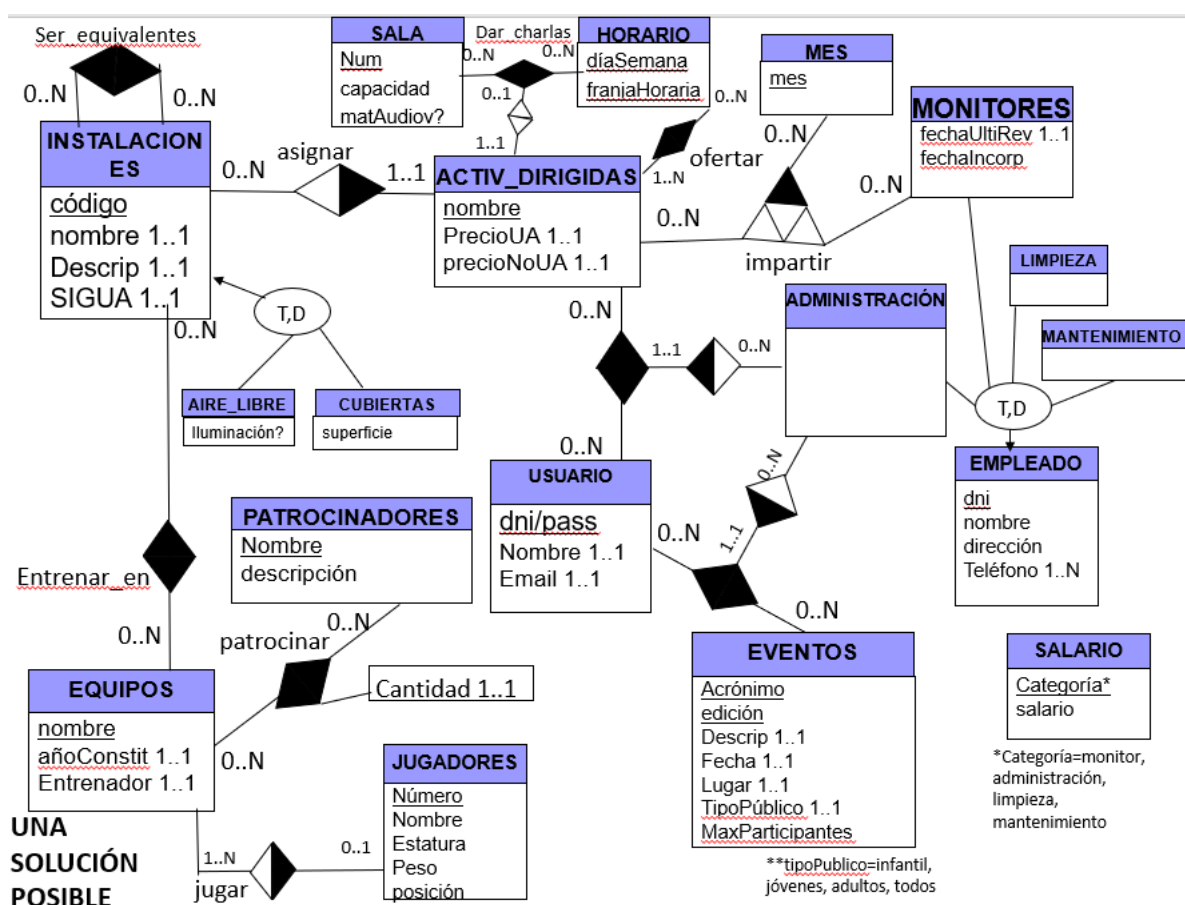 Ser_equivalentes
0..N
0..N
INSTALACION
ES
código
nombre 1..1
Descrip 1..1
SIGUA 1..1
0..N
asignar
1..1
0..N
SALA
Num
capacidad
matAudiov?
Dar_charlas
0..N
0..N
0..1
1..1
HORARIO
díaSemana
franjaHoraria
0..N
ofertar
1..N
MES
mes
0..N
MONITORES
fechaUltiRev 1..1
fechaIncorp
0..N
ACTIV_DIRIGIDAS
nombre
PrecioUA 1..1
precioNoUA 1..1
0..N
impartir
0..N
T,D
AIRE_LIBRE
Iluminación?
CUBIERTAS
superficie
1..1
0..N
ADMINISTRACIÓN
LIMPIEZA
MANTENIMIENTO
T,D
EMPLEADO
dni
nombre
dirección
Teléfono 1..N
0..N
USUARIO
dni/pass
Nombre 1..1
Email 1..1
0..N
0..N
1..1
0..N
PATROCINADORES
Nombre
descripción
Entrenar_en
0..N
patrocinar
0..N
Cantidad 1..1
0..N
EQUIPOS
nombre
añoConstit 1..1
Entrenador 1..1
1..N
jugar
0..1
JUGADORES
Número
Nombre
Estatura
Peso
posición
EVENTOS
Acrónimo
edición
Descrip 1..1
Fecha 1..1
Lugar 1..1
TipoPúblico 1..1
MaxParticipantes
**tipoPublico=infantil,
jóvenes, adultos, todos
SALARIO
Categoría*
salario
*Categoría=monitor,
administración,
limpieza,
mantenimiento
UNA
SOLUCIÓN
POSIBLE